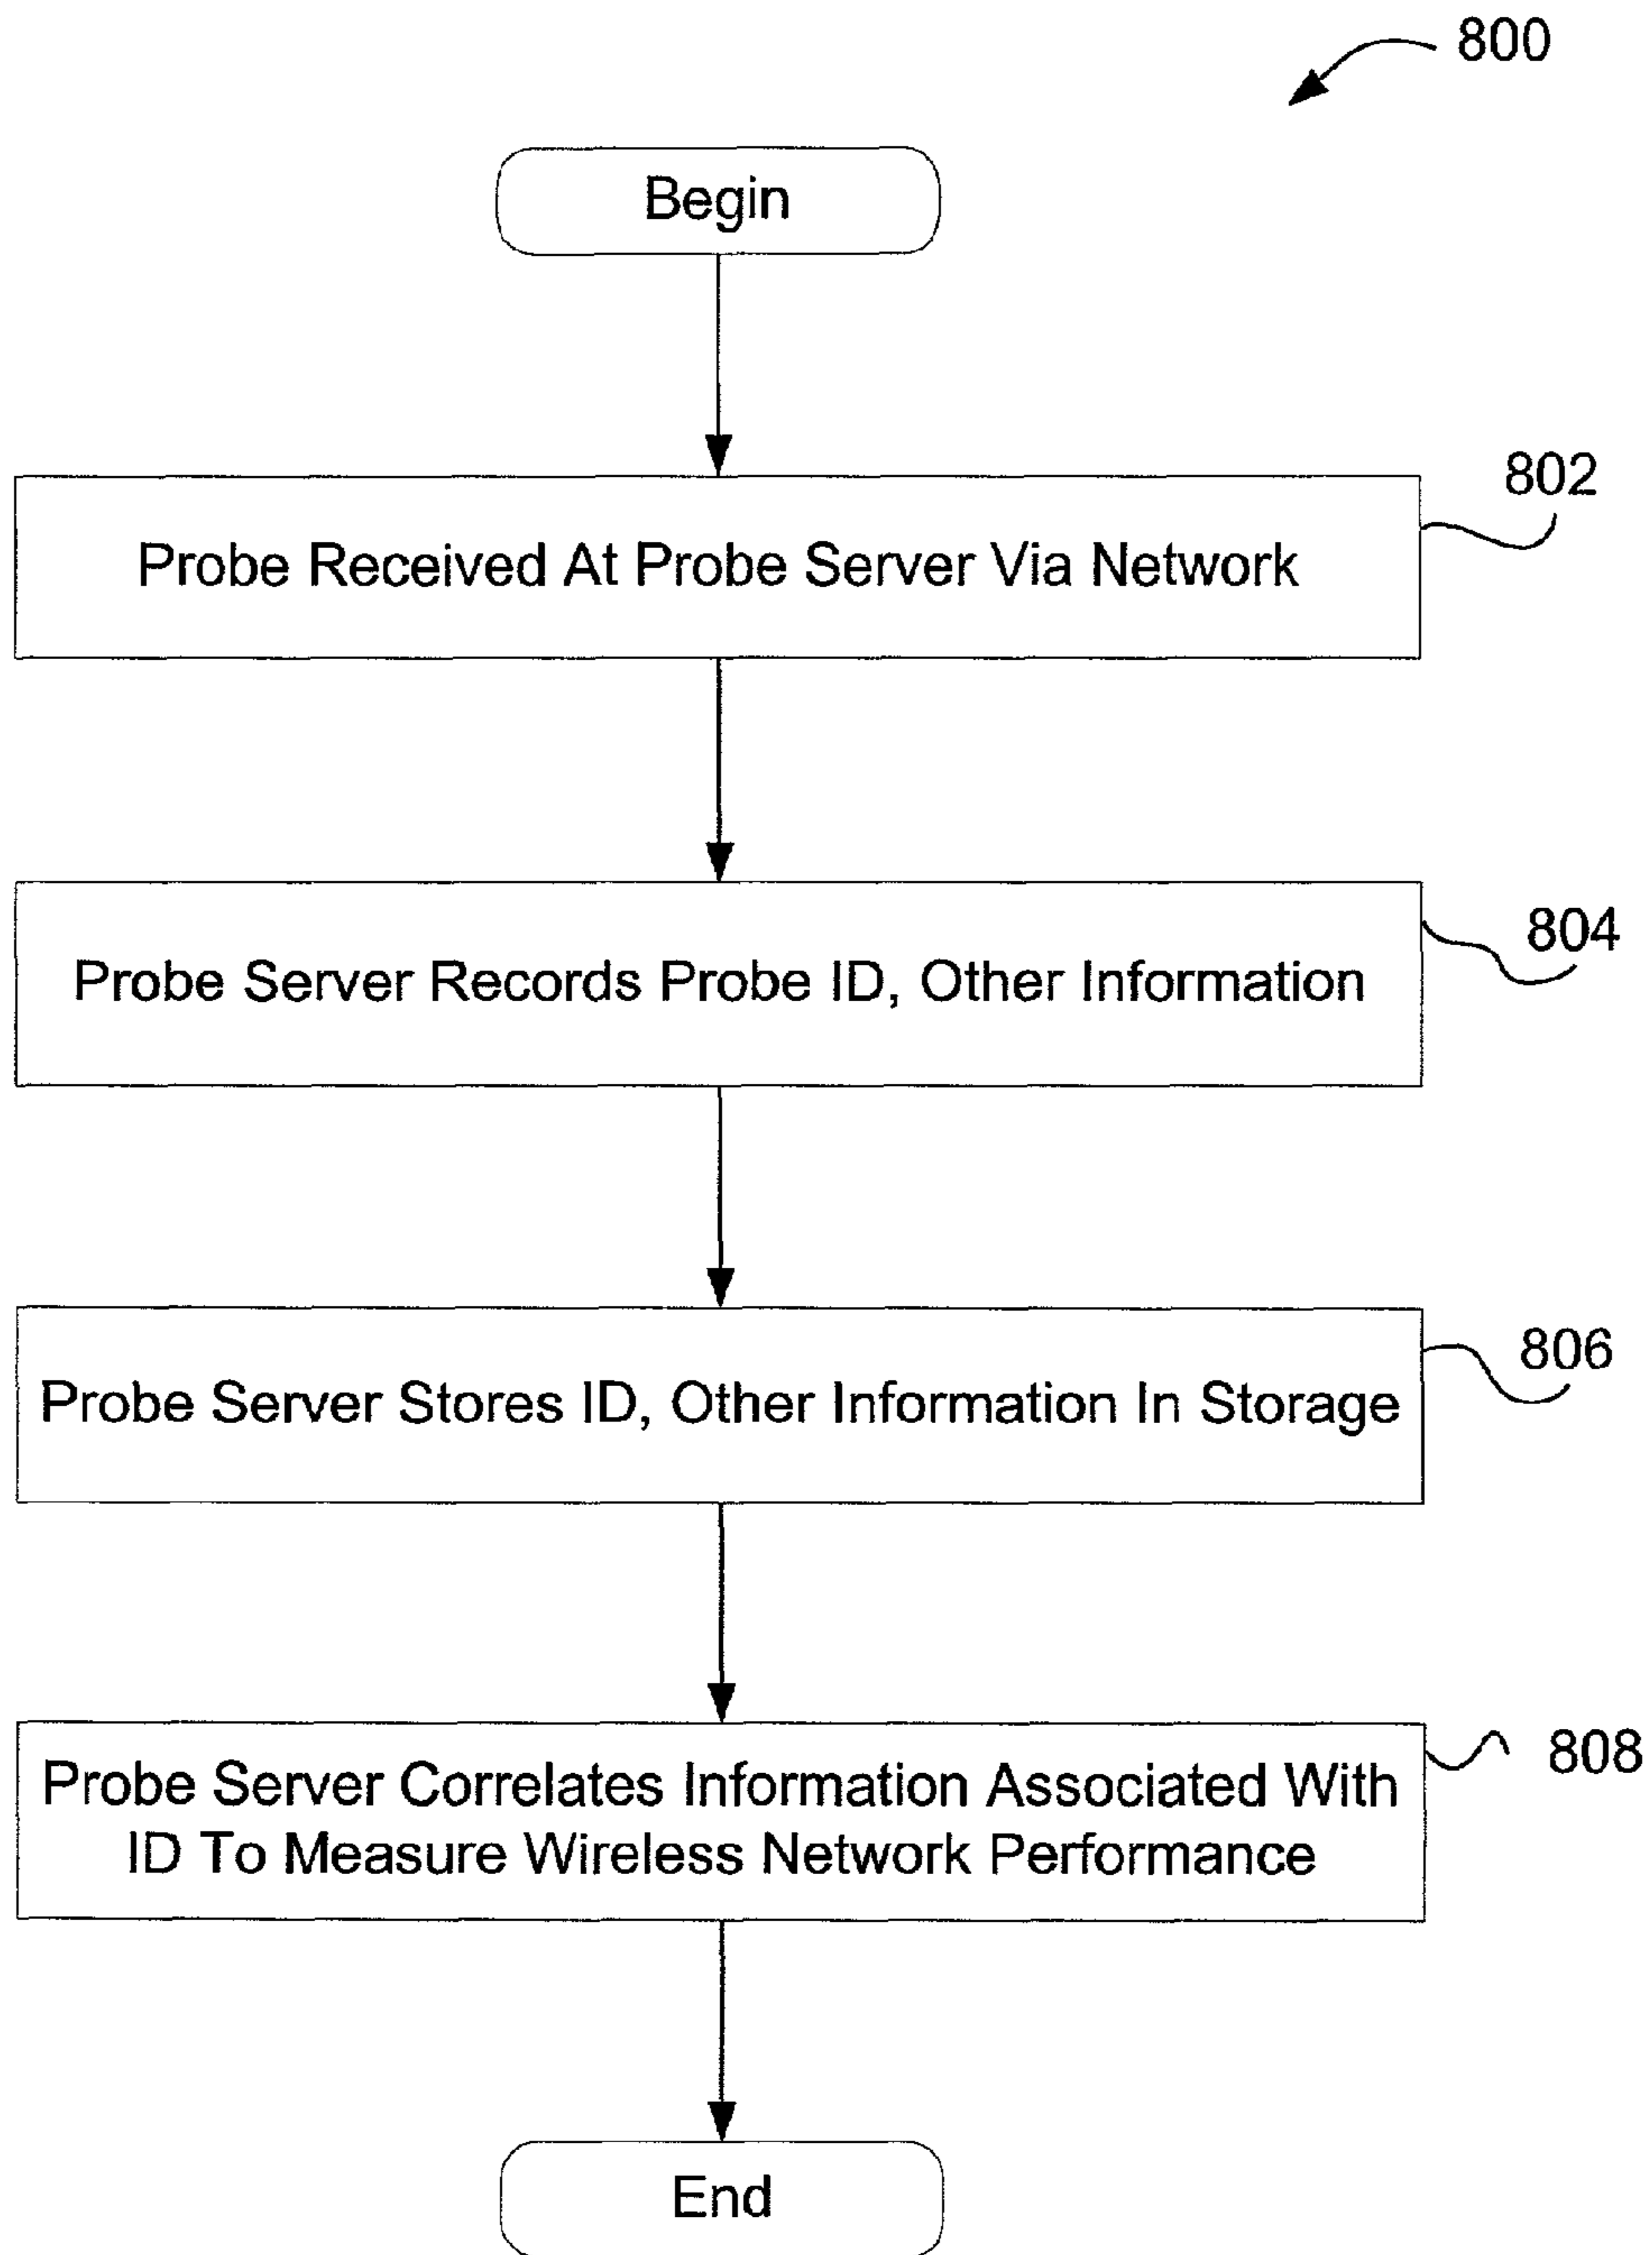 800
Begin
802
Probe Received At Probe Server Via Network
804
Probe Server Records Probe ID, Other Information
806
Probe Server Stores ID, Other Information In Storage
808
Probe Server Correlates Information Associated With
ID To Measure Wireless Network Performance
End